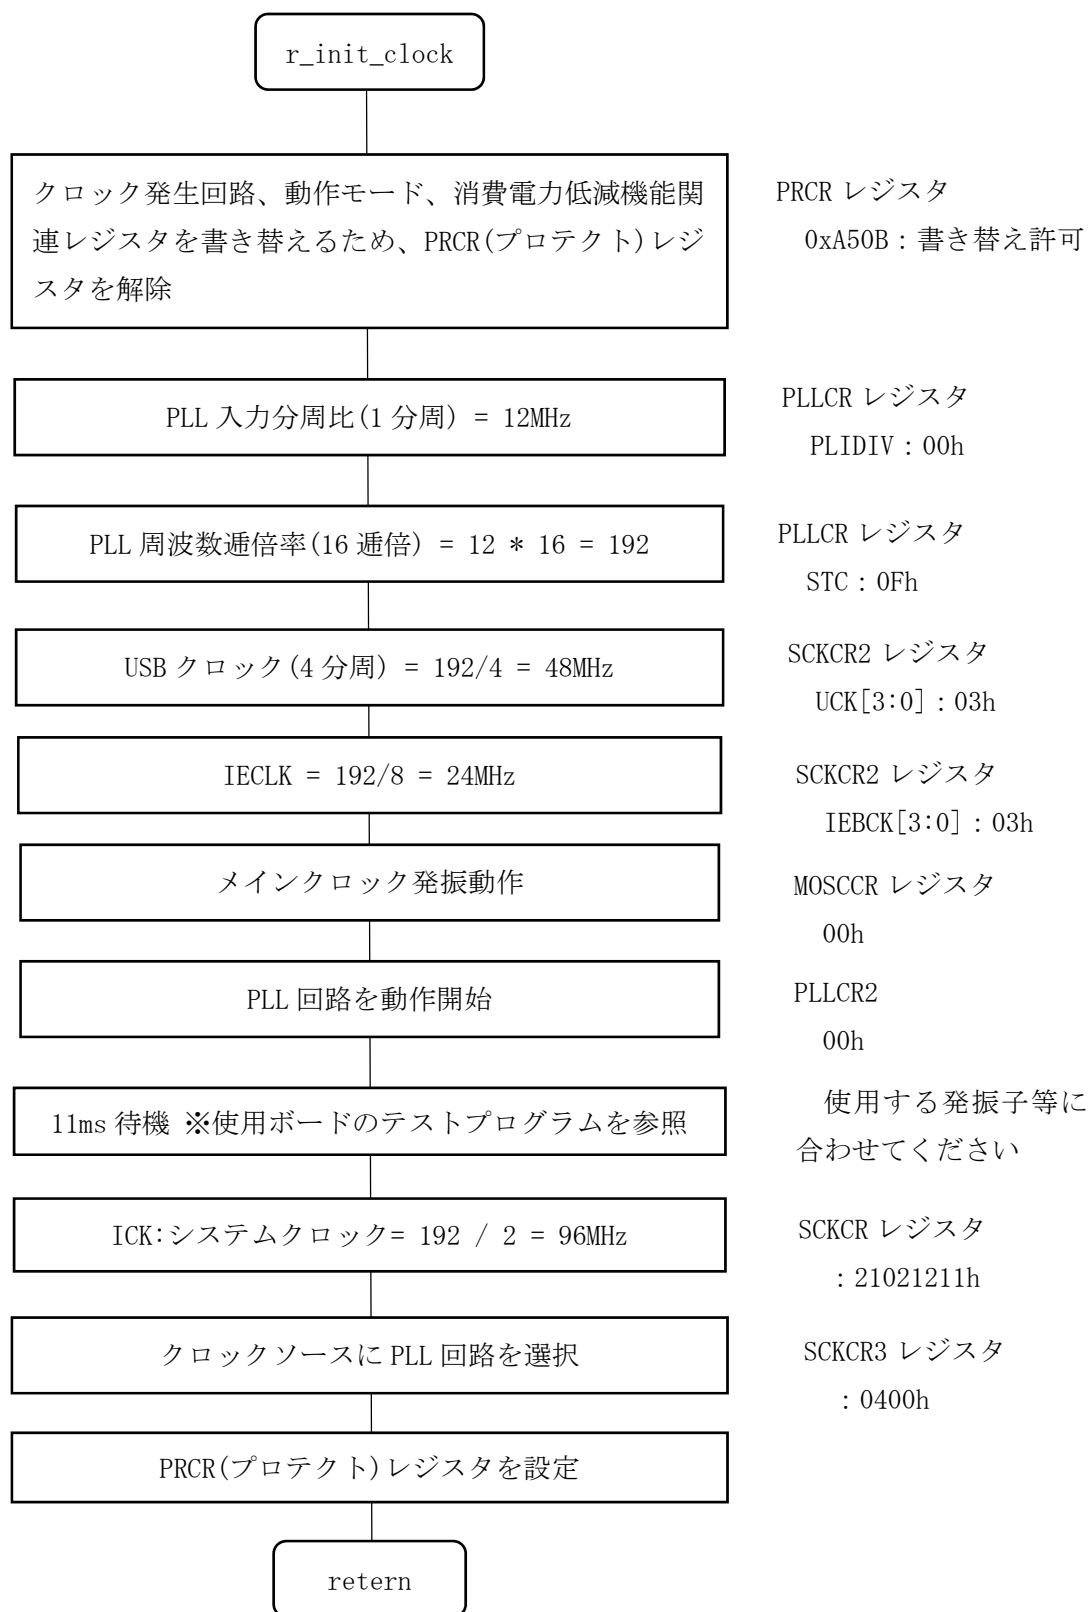 r_init_clock
クロック発生回路、動作モード、消費電力低減機能関
連レジスタを書き替えるため、PRCR(プロテクト)レジ
スタを解除
PRCR レジスタ
0xA50B：書き替え許可
PLL 入力分周比(1 分周) = 12MHz
PLLCR レジスタ
PLIDIV：00h
PLL 周波数逓倍率(16 逓倍) = 12 * 16 = 192
PLLCR レジスタ
STC：0Fh
USB クロック(4 分周) = 192/4 = 48MHz
SCKCR2 レジスタ
UCK[3:0]：03h
IECLK = 192/8 = 24MHz
SCKCR2 レジスタ
IEBCK[3:0]：03h
メインクロック発振動作
MOSCCR レジスタ
00h
PLL 回路を動作開始
PLLCR2
00h
11ms 待機 ※使用ボードのテストプログラムを参照
使用する発振子等に
合わせてください
ICK:システムクロック= 192 / 2 = 96MHz
SCKCR レジスタ
：21021211h
クロックソースに PLL 回路を選択
SCKCR3 レジスタ
：0400h
PRCR(プロテクト)レジスタを設定
retern